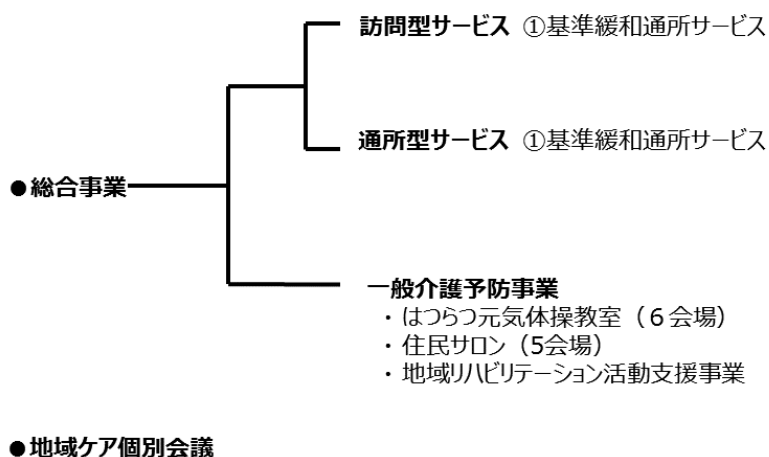 訪問型サービス ①基準緩和通所サービス
通所型サービス ①基準緩和通所サービス
●総合事業
一般介護予防事業
・はつらつ元気体操教室（６会場）
・住民サロン（5会場）
・地域リハビリテーション活動支援事業
●地域ケア個別会議